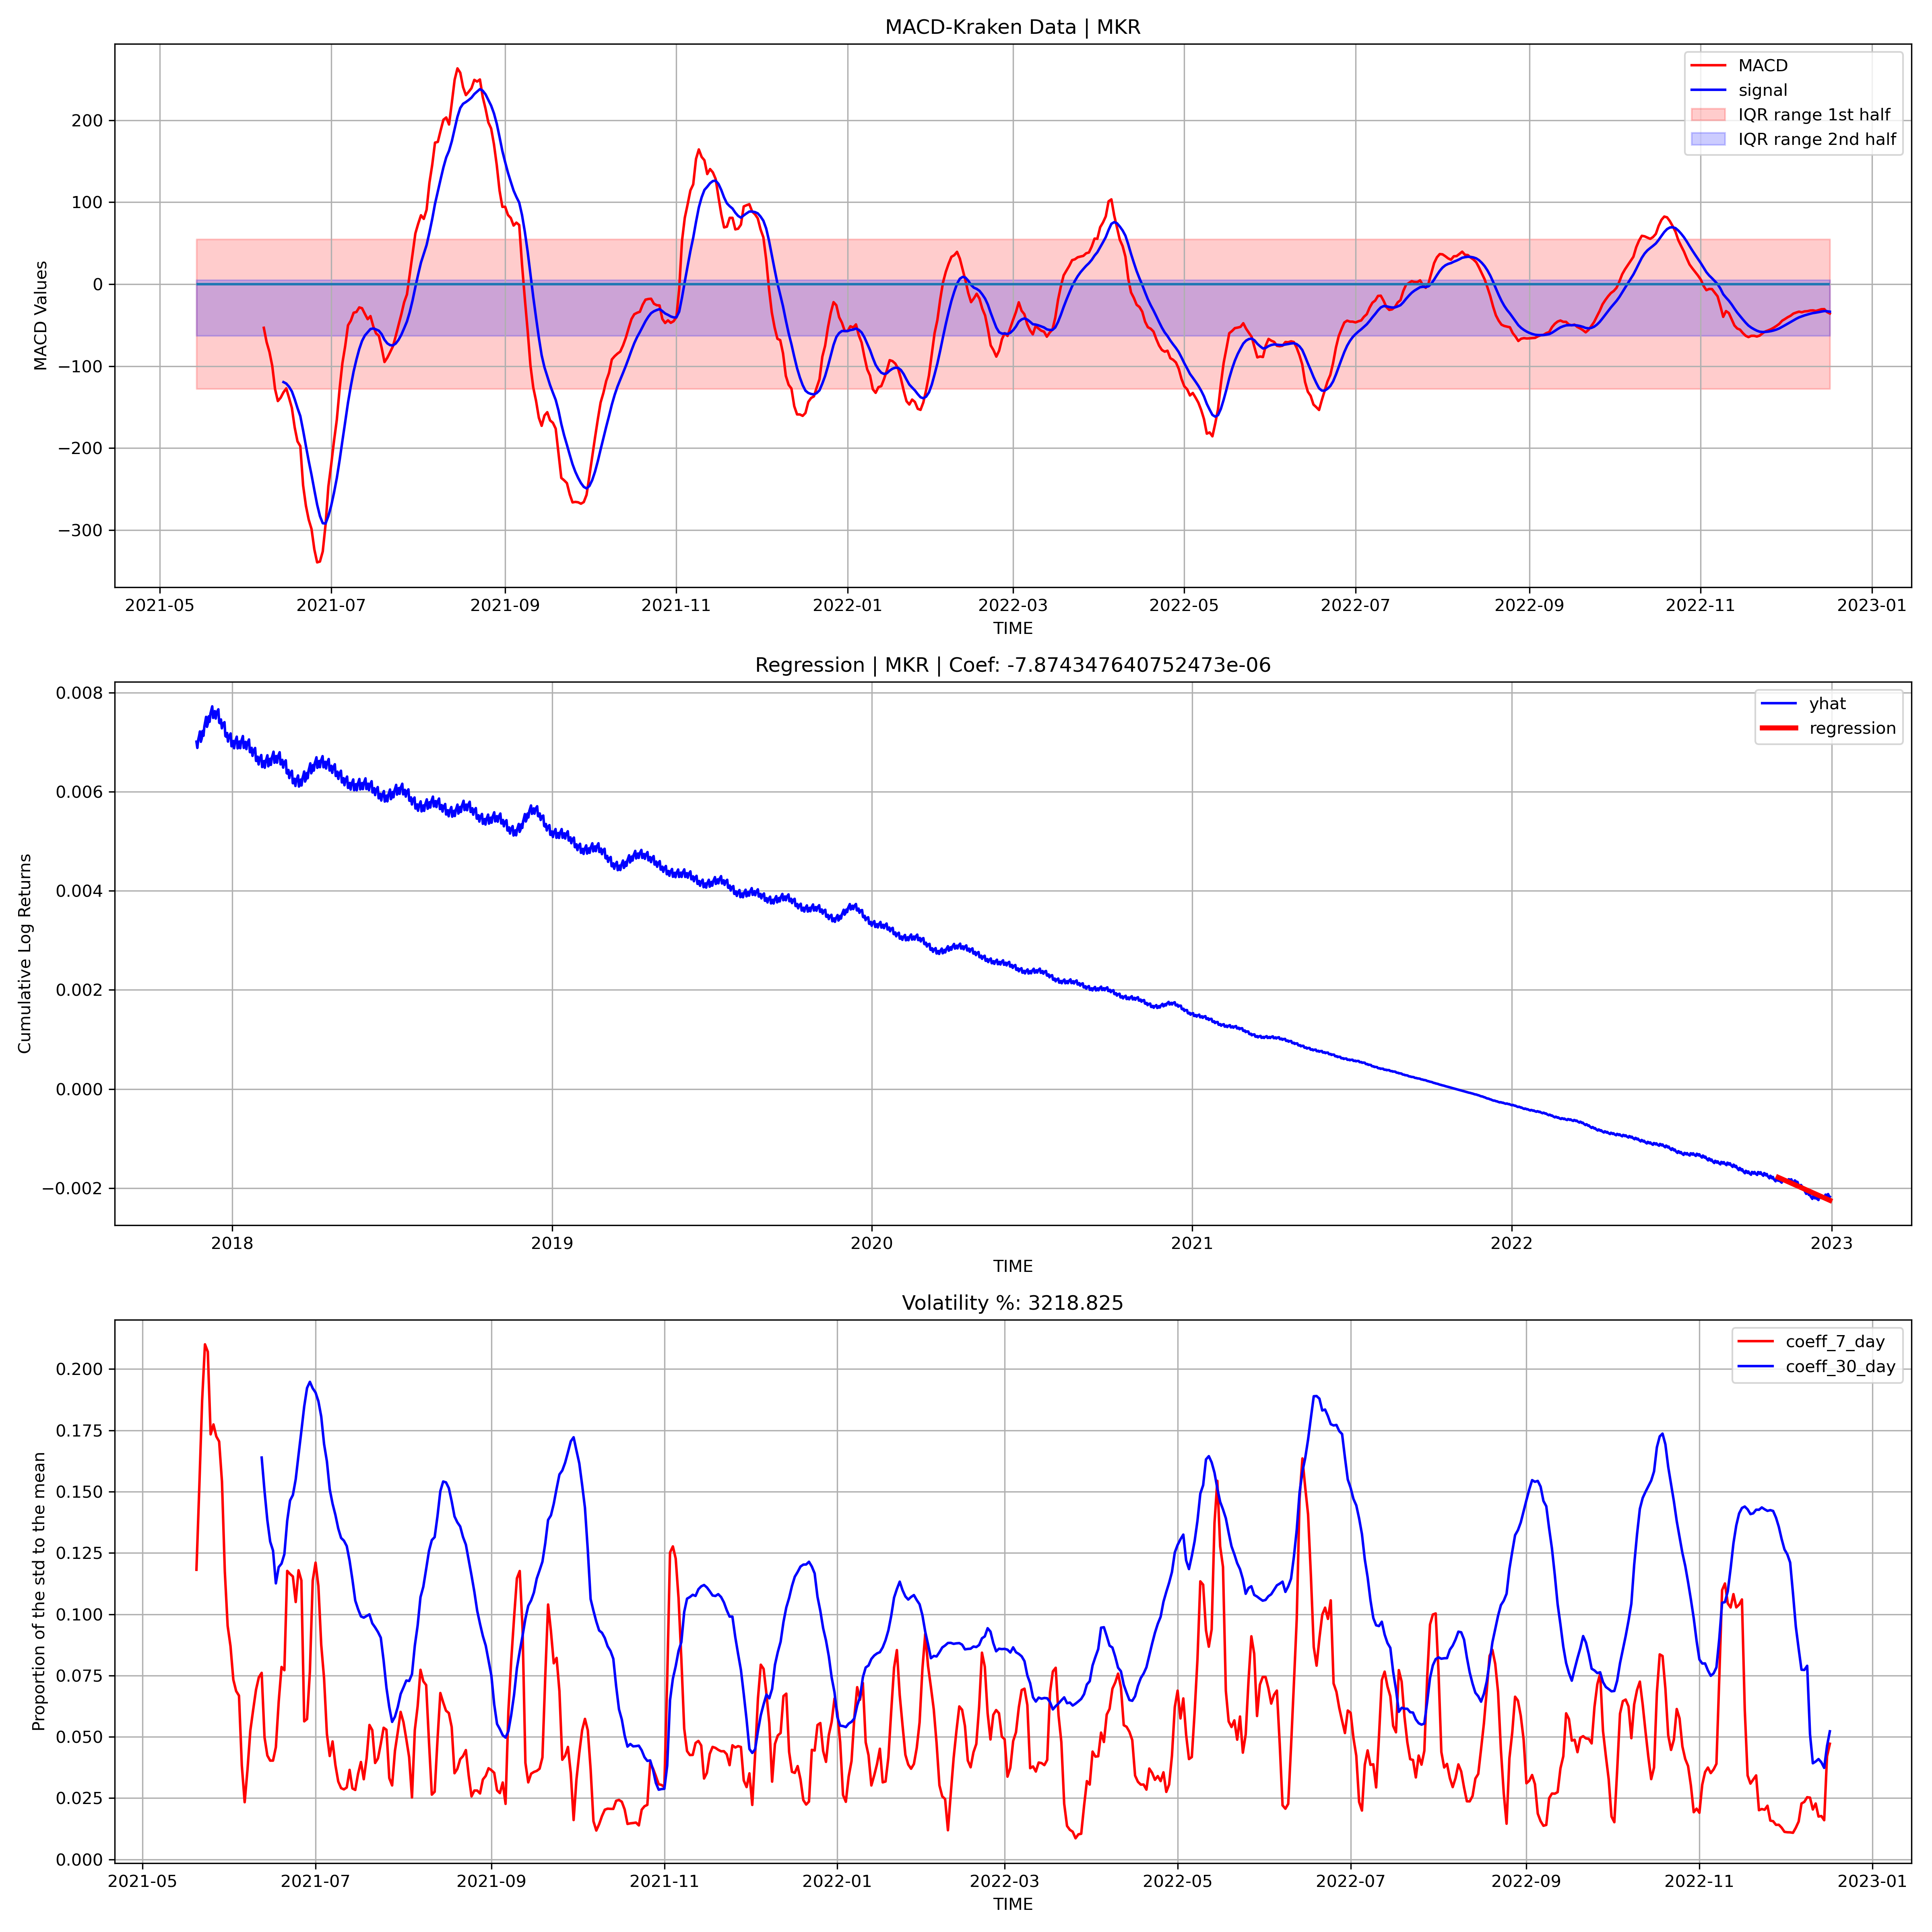 MACD-Kraken Data | MKR
MACD
signal
IQR range 1st half
IQR range 2nd half
MACD Values
200
100
0
−100
−200
−300
2021-05 2021-07 2021-09 2021-11 2022-01 2022-03 2022-05 2022-07 2022-09 2022-11 2023-01
TIME
Regression | MKR | Coef: -7.874347640752473e-06
yhat
regression
Cumulative Log Returns
0.008
0.006
0.004
0.002
0.000
−0.002
2018 2019 2020 2021 2022 2023
TIME
Volatility %: 3218.825
coeff_7_day
coeff_30_day
Proportion of the std to the mean
0.200
0.175
0.150
0.125
0.100
0.075
0.050
0.025
0.000
2021-05 2021-07 2021-09 2021-11 2022-01 2022-03 2022-05 2022-07 2022-09 2022-11 2023-01
TIME